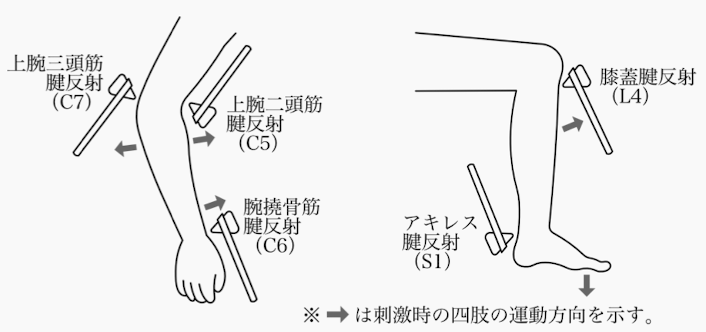 上腕三頭筋
腱反射
（C7）
上腕二頭筋
腱反射
（C5）
腕撓骨筋
腱反射
（C6）
膝蓋腱反射
（L4）
アキレス
腱反射
（S1）
※ ➡ は刺激時の四肢の運動方向を示す。